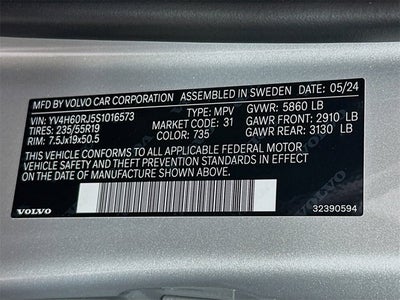 MFD BY VOLVO CAR CORPORATION ASSEMBLED IN SWEDEN DATE 05/24
VIN: YV4H60RJ5S1016573 TYPE: MPV GVWR: 5860 LB
TIRES: 235/55R19 MARKET CODE: 31 GAWR FRONT: 2910 LB
RIM: 7.5Jx19x50.5 COLOR: 735 GAWR REAR: 3130 LB
THIS VEHICLE CONFORMS TO ALL APPLICABLE FEDERAL MOTOR
VEHICLE SAFETY AND THEFT PREVENTION STANDARDS IN EFFECT
ON THE DATE OF MANUFACTURE SHOWN ABOVE.
VOLVO 32390594